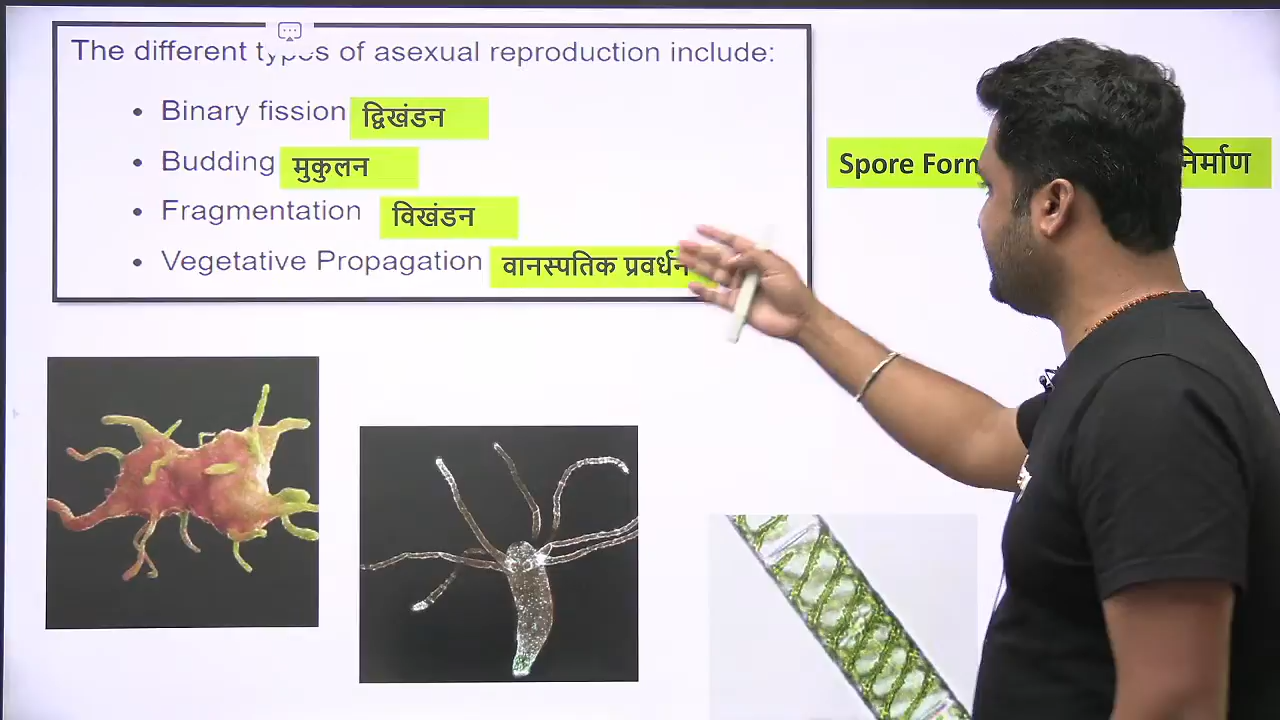 The different types of asexual reproduction include:
• Binary fission द्विखंडन
• Budding मुकुलन
• Fragmentation विखंडन
• Vegetative Propagation वानस्पतिक प्रवर्धन
Spore निर्माण